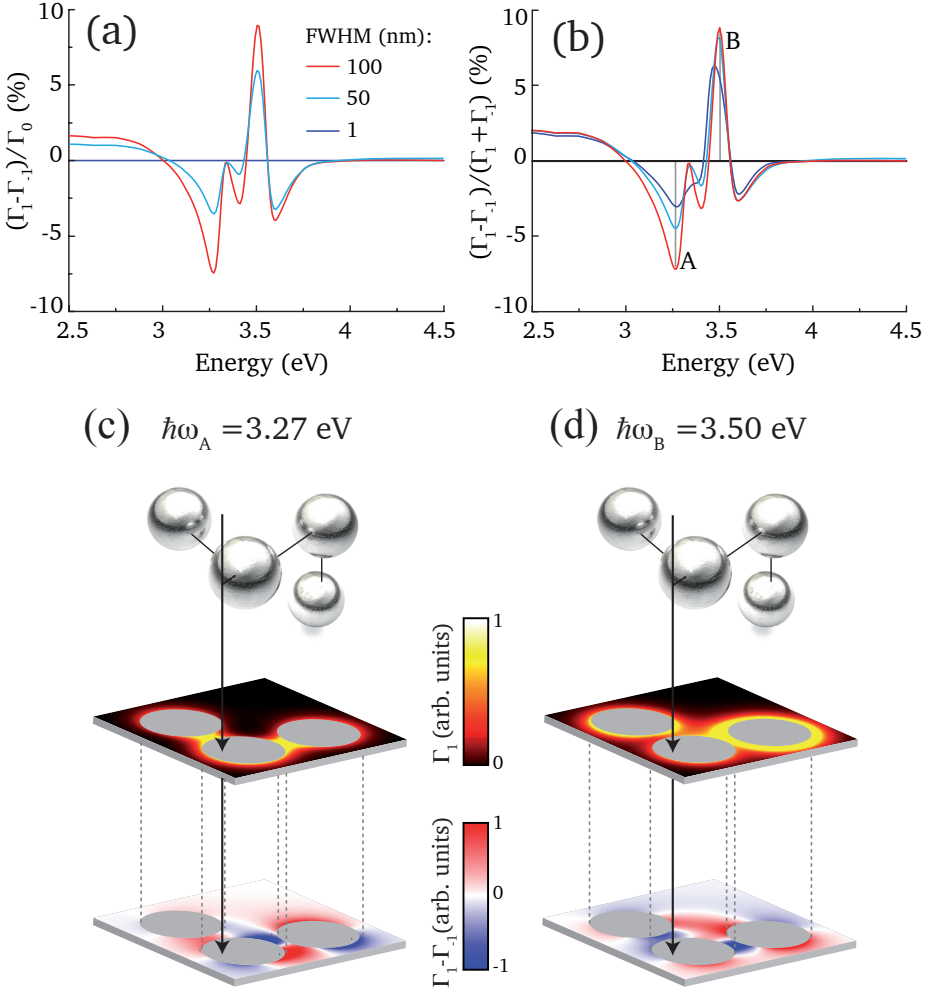 (a)
FWHM (nm):
100
50
1
10
5
0
-5
-10
2.5 3 3.5 4 4.5
Energy (eV)
(Γ₁-Γ₋₁)/Γ₀ (%)
(b)
B
A
10
5
0
-5
-10
2.5 3 3.5 4 4.5
Energy (eV)
(Γ₁-Γ₋₁)/(Γ₁+Γ₋₁) (%)
(c) ħω_A =3.27 eV
(d) ħω_B =3.50 eV
Γ₁ (arb. units)
1
0
Γ₁-Γ₋₁(arb. units)
1
0
-1